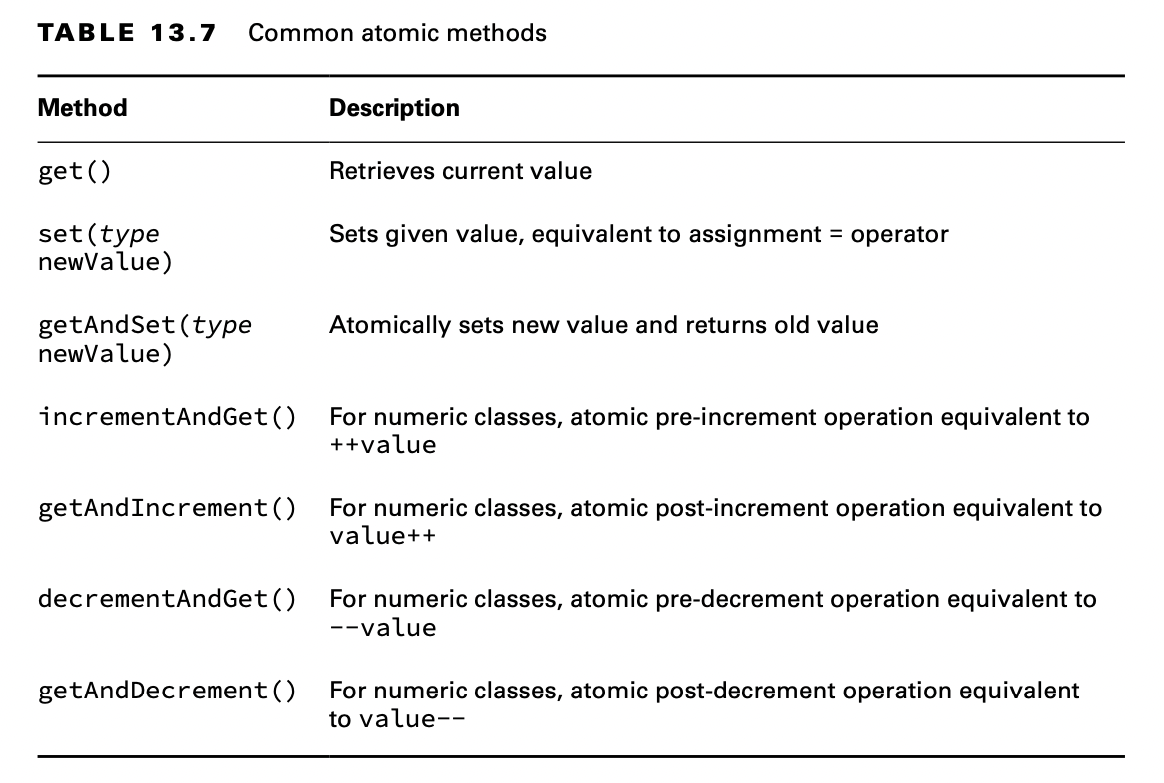 TABLE 13.7 Common atomic methods
Method Description
get() Retrieves current value
set(type Sets given value, equivalent to assignment = operator
newValue)
getAndSet(type Atomically sets new value and returns old value
newValue)
incrementAndGet() For numeric classes, atomic pre-increment operation equivalent to
++value
getAndIncrement() For numeric classes, atomic post-increment operation equivalent to
value++
decrementAndGet() For numeric classes, atomic pre-decrement operation equivalent to
--value
getAndDecrement() For numeric classes, atomic post-decrement operation equivalent
to value--